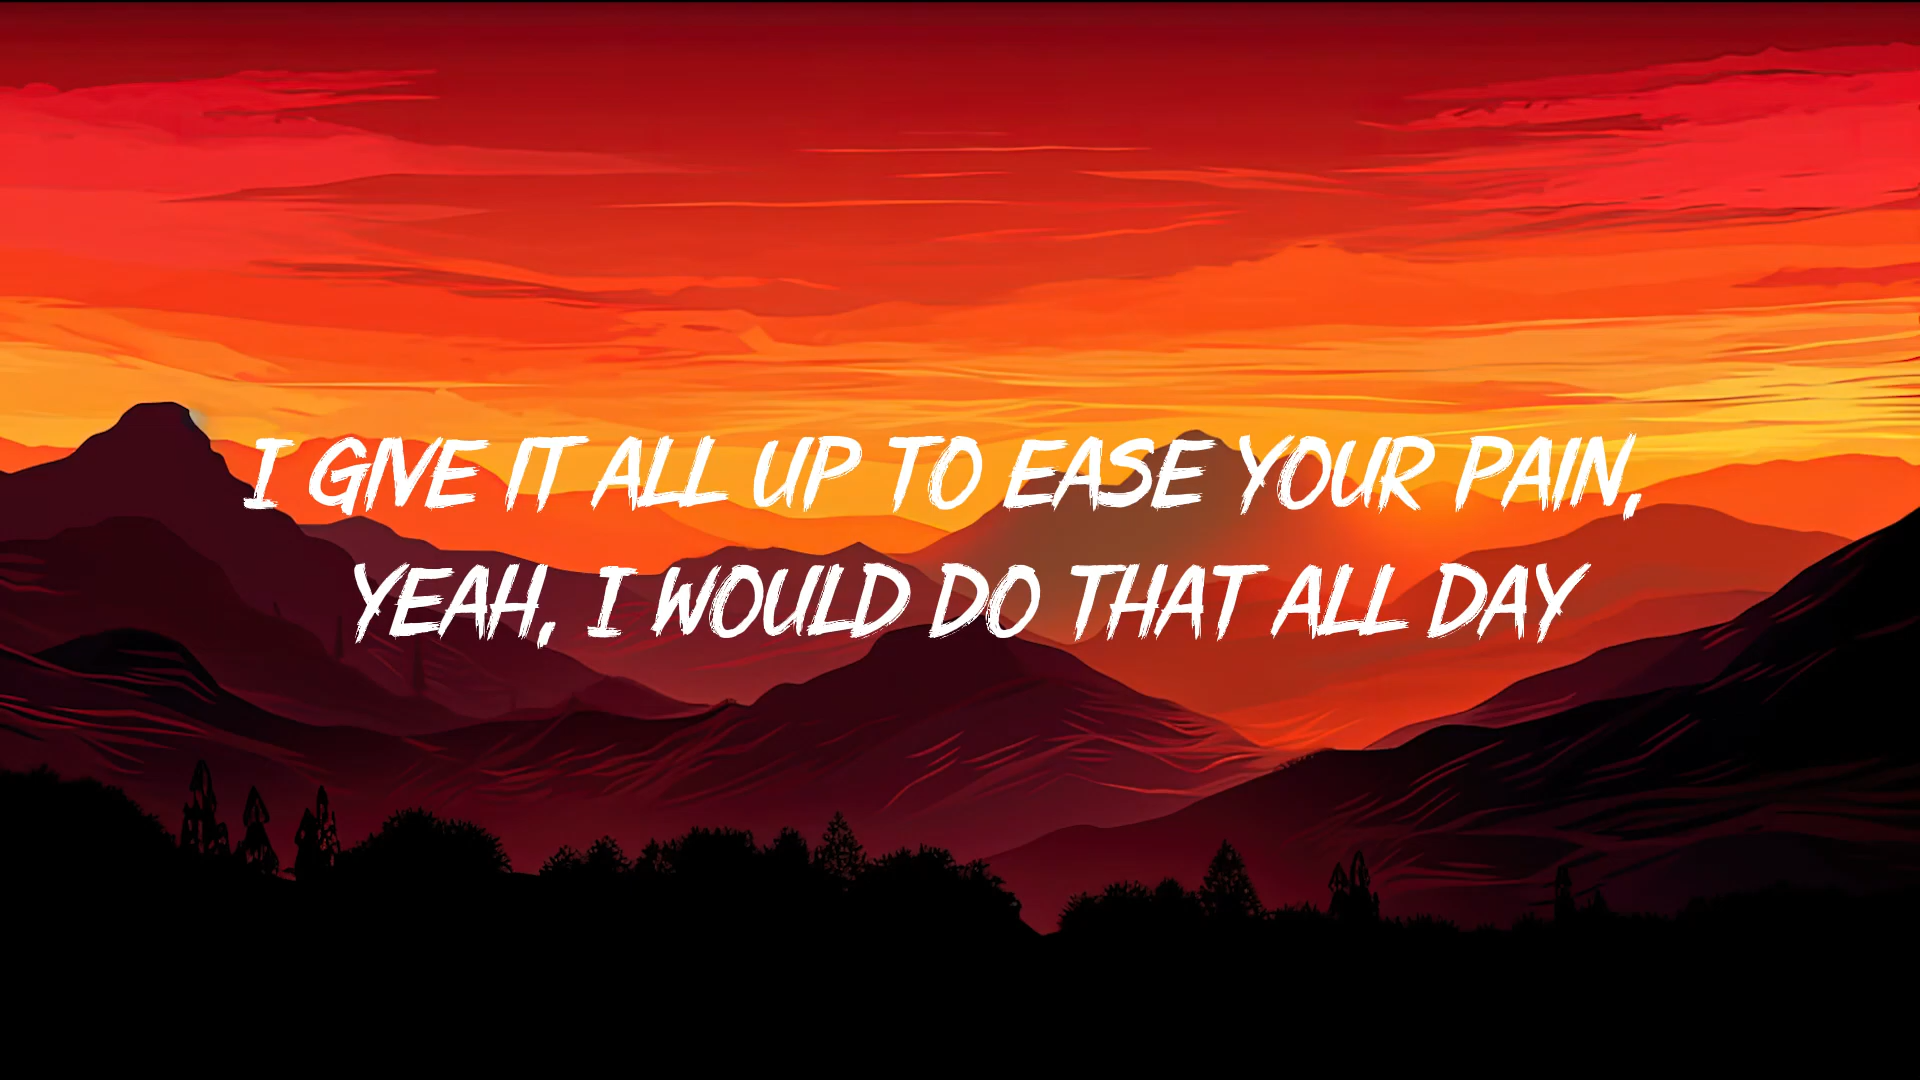 I GIVE IT ALL UP TO EASE YOUR PAIN,
YEAH, I WOULD DO THAT ALL DAY